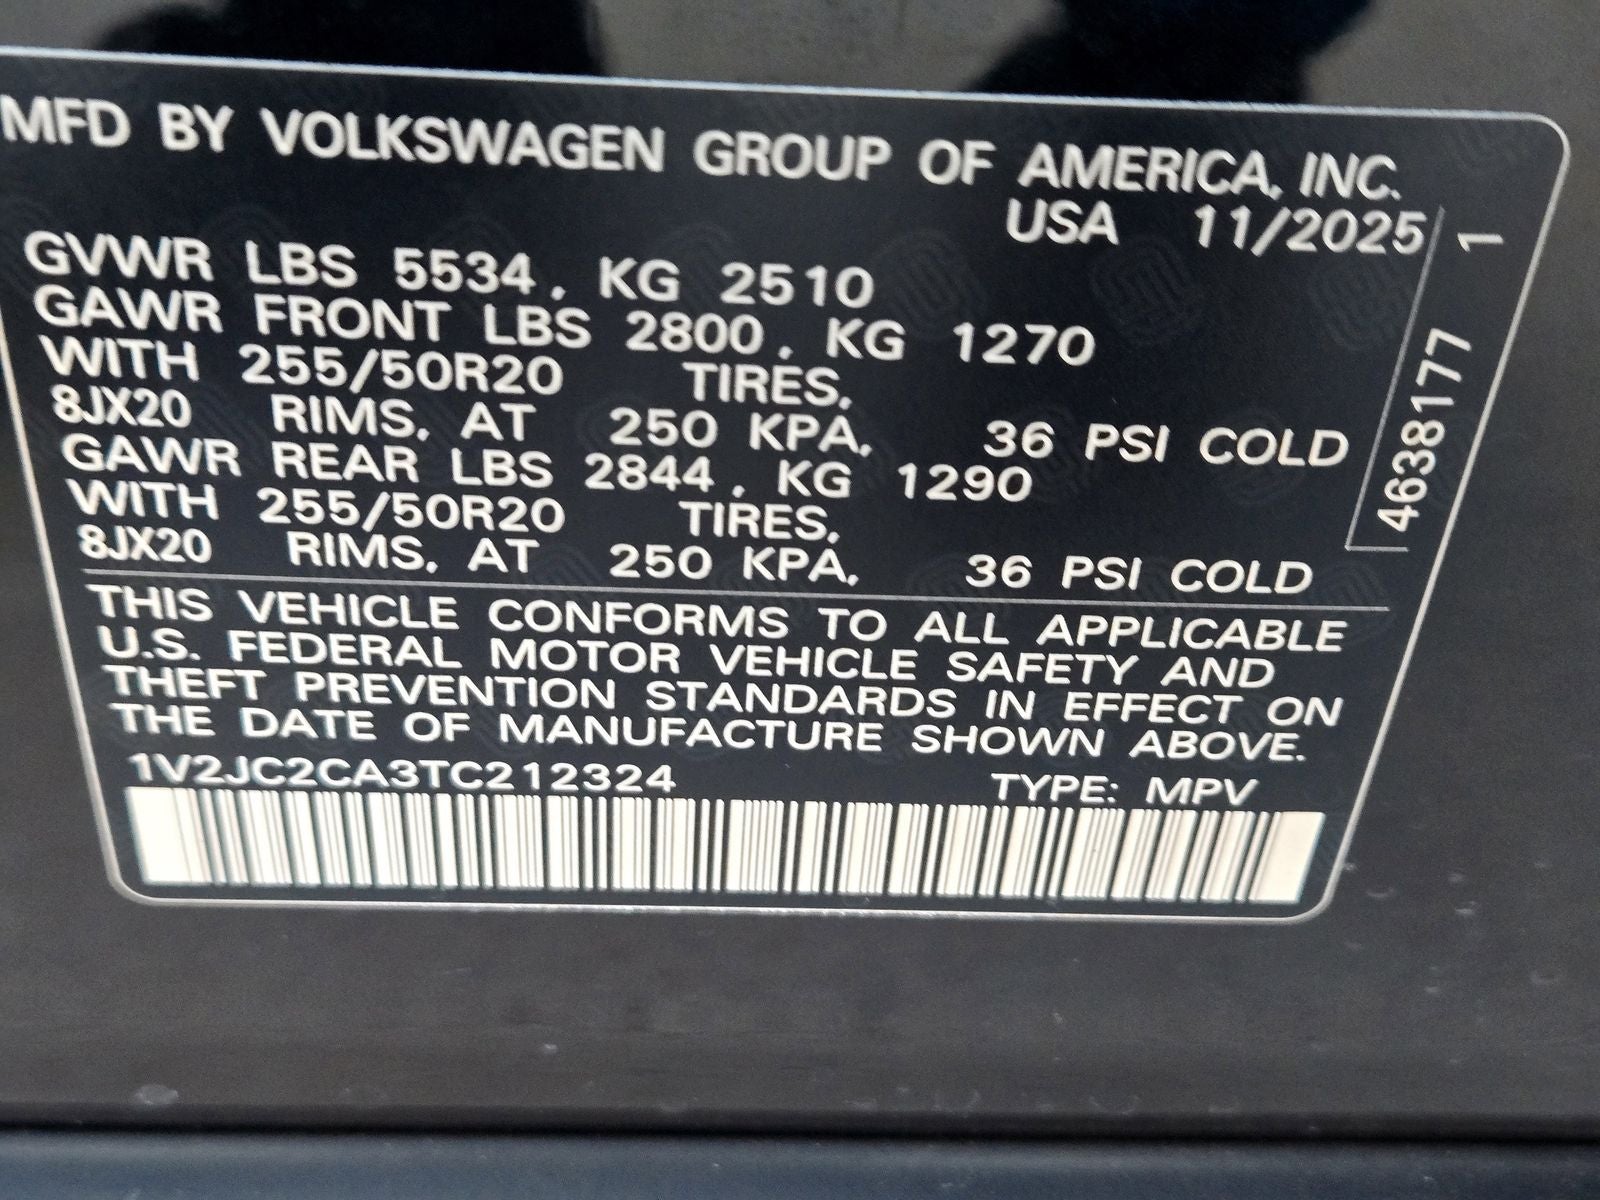 MFD BY VOLKSWAGEN GROUP OF AMERICA, INC.
USA 11/2025
GVWR LBS 5534, KG 2510
GAWR FRONT LBS 2800, KG 1270
WITH 255/50R20 TIRES,
8JX20 RIMS, AT 250 KPA, 36 PSI COLD
GAWR REAR LBS 2844, KG 1290
WITH 255/50R20 TIRES,
8JX20 RIMS, AT 250 KPA, 36 PSI COLD
THIS VEHICLE CONFORMS TO ALL APPLICABLE
U.S. FEDERAL MOTOR VEHICLE SAFETY AND
THEFT PREVENTION STANDARDS IN EFFECT ON
THE DATE OF MANUFACTURE SHOWN ABOVE.
1V2JC2CA3TC212324 TYPE: MPV
4638177 1